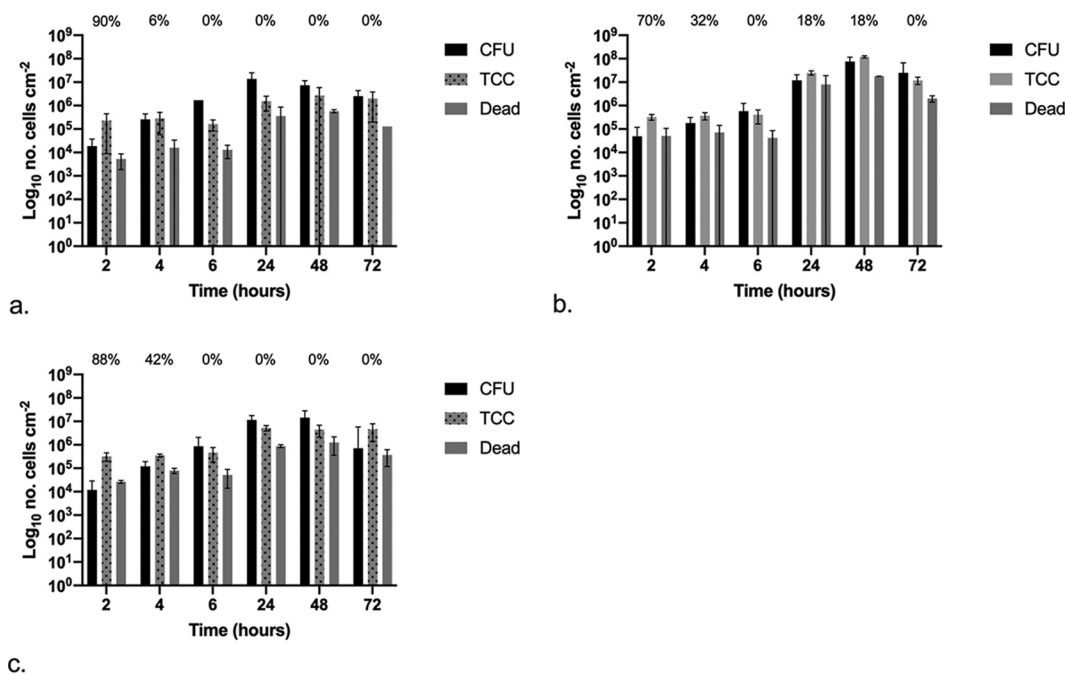 90% 6% 0% 0% 0% 0%
10⁹
10⁸
10⁷
10⁶
10⁵
10⁴
10³
10²
10¹
10⁰
Log₁₀ no. cells cm⁻²
2 4 6 24 48 72
Time (hours)
CFU
TCC
Dead
a.
70% 32% 0% 18% 18% 0%
10⁹
10⁸
10⁷
10⁶
10⁵
10⁴
10³
10²
10¹
10⁰
Log₁₀ no. cells cm⁻²
2 4 6 24 48 72
Time (hours)
CFU
TCC
Dead
b.
88% 42% 0% 0% 0% 0%
10⁹
10⁸
10⁷
10⁶
10⁵
10⁴
10³
10²
10¹
10⁰
Log₁₀ no. cells cm⁻²
2 4 6 24 48 72
Time (hours)
CFU
TCC
Dead
c.